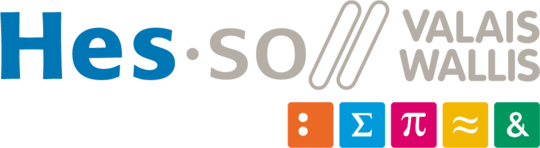 Hes·so VALAIS
WALLIS
: Σ π ≈ &